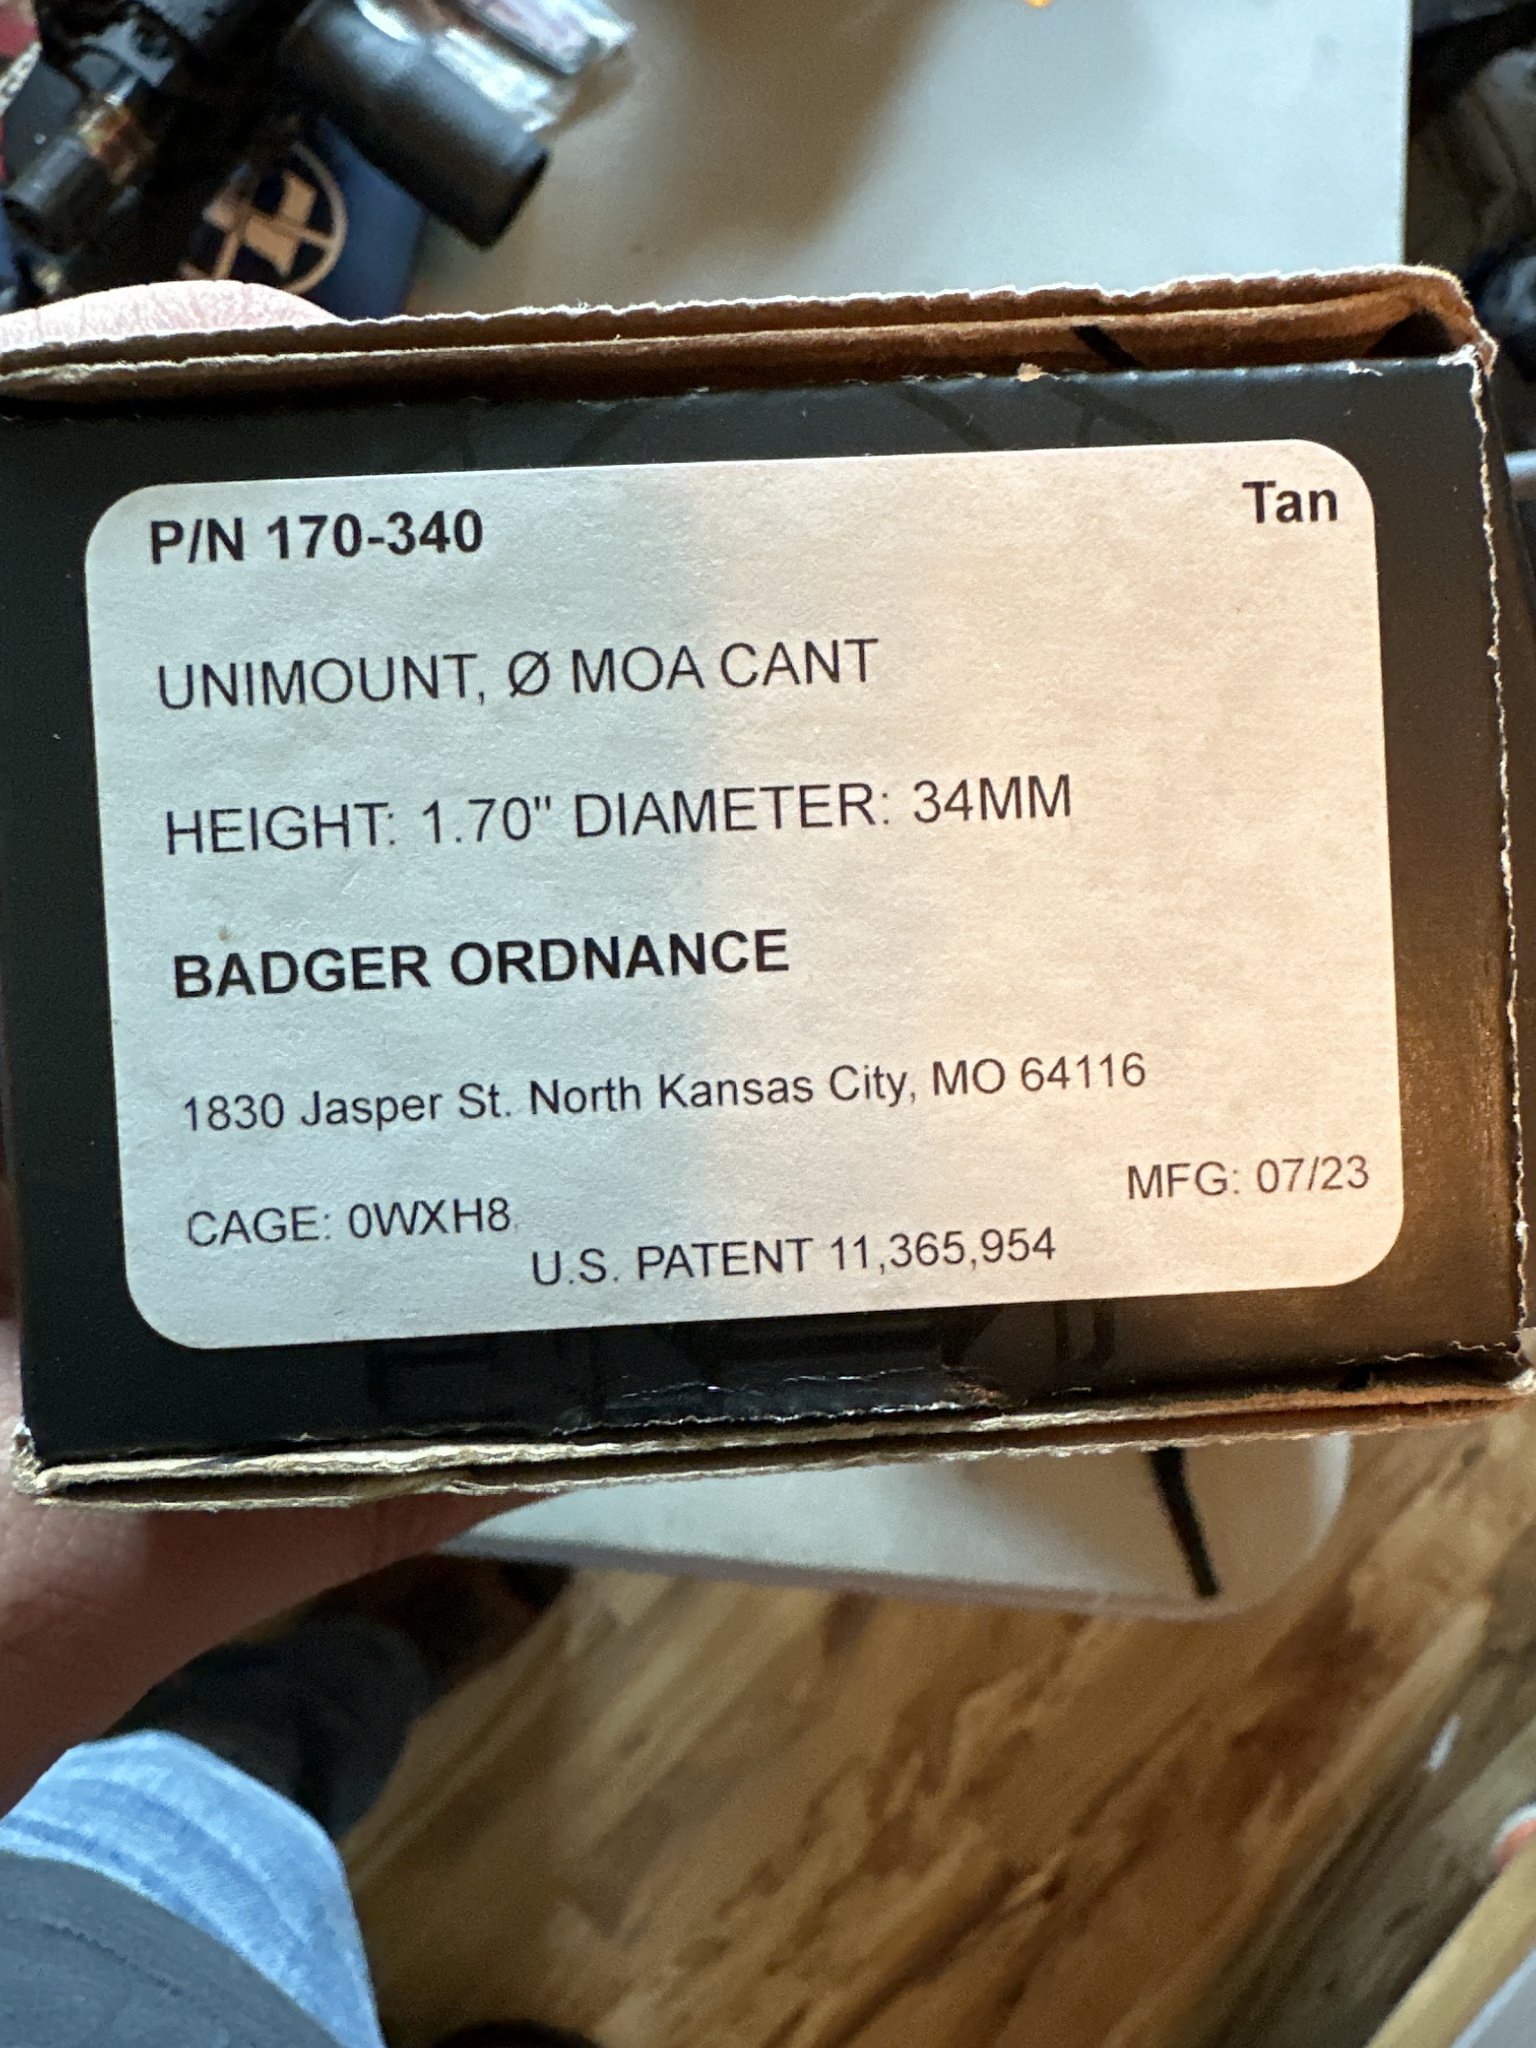 P/N 170-340 Tan
UNIMOUNT, Ø MOA CANT
HEIGHT: 1.70" DIAMETER: 34MM
BADGER ORDNANCE
1830 Jasper St. North Kansas City, MO 64116
MFG: 07/23
CAGE: 0WXH8
U.S. PATENT 11,365,954